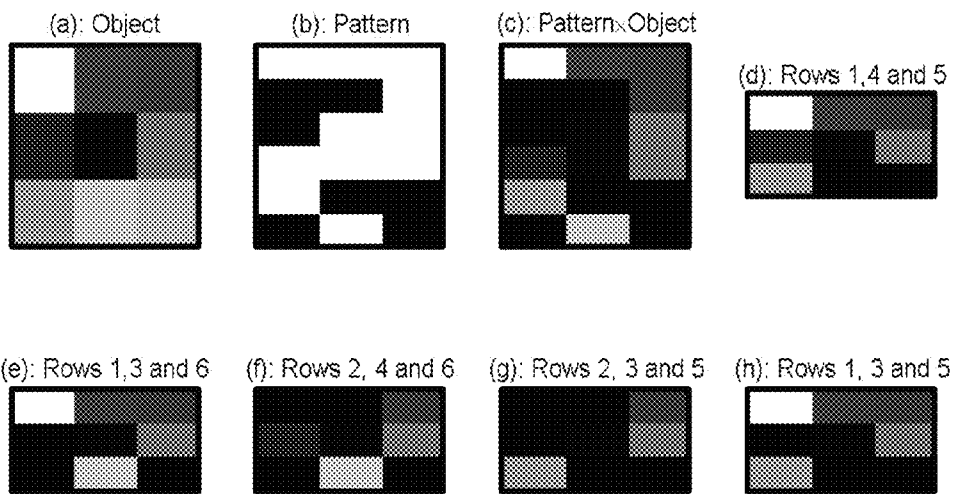 (a): Object
(b): Pattern
(c): Pattern×Object
(d): Rows 1,4 and 5
(e): Rows 1,3 and 6
(f): Rows 2, 4 and 6
(g): Rows 2, 3 and 5
(h): Rows 1, 3 and 5